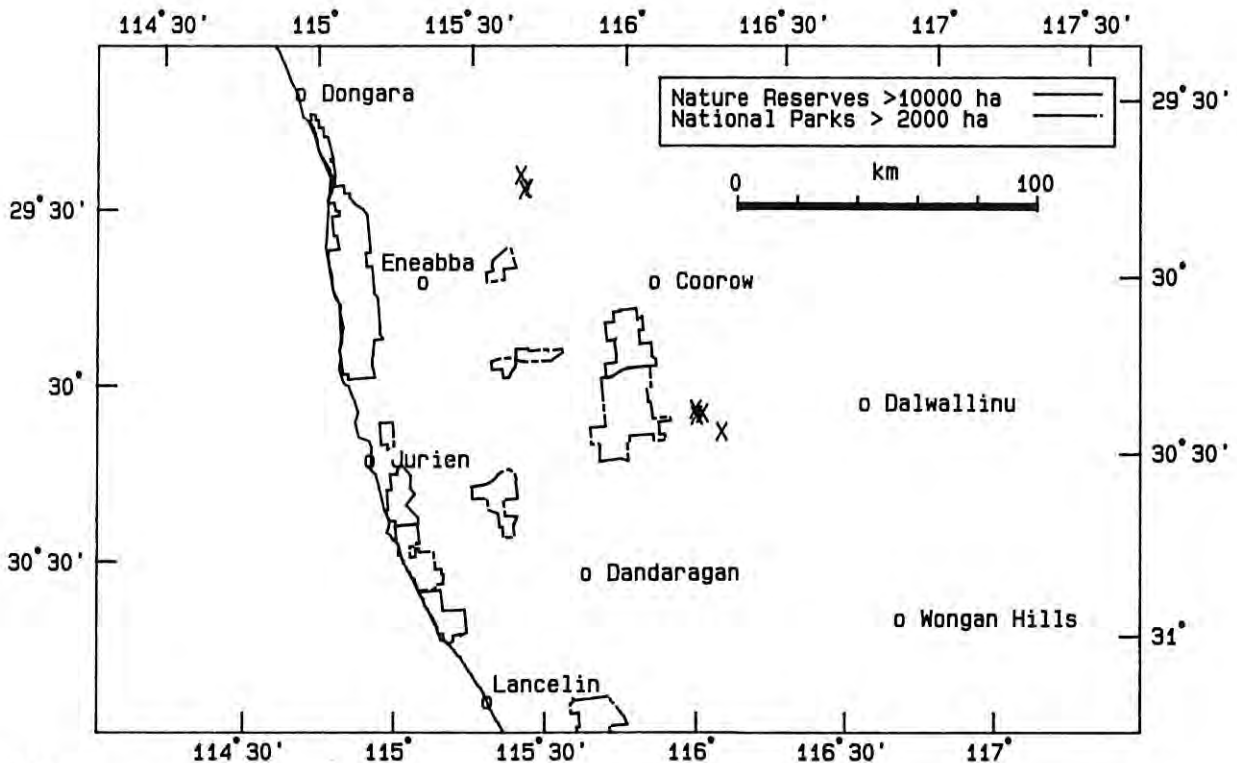 114°30' 115° 115°30' 116° 116°30' 117° 117°30'
Nature Reserves >10000 ha
National Parks > 2000 ha
29°30'
Dongara
km
0 100
29°30'
Eneabba
Coorow
30°
30°
Dalwallinu
Jurien
30°30'
30°30'
Dandaragan
Wongan Hills
31°
Lancelin
114°30' 115° 115°30' 116° 116°30' 117°